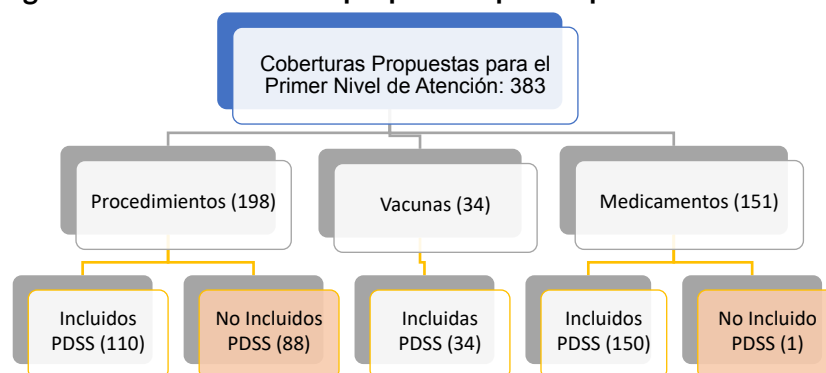 Coberturas Propuestas para el
Primer Nivel de Atención: 383
Procedimientos (198)
Vacunas (34)
Medicamentos (151)
Incluidos
PDSS (110)
No Incluidos
PDSS (88)
Incluidas
PDSS (34)
Incluidos
PDSS (150)
No Incluido
PDSS (1)